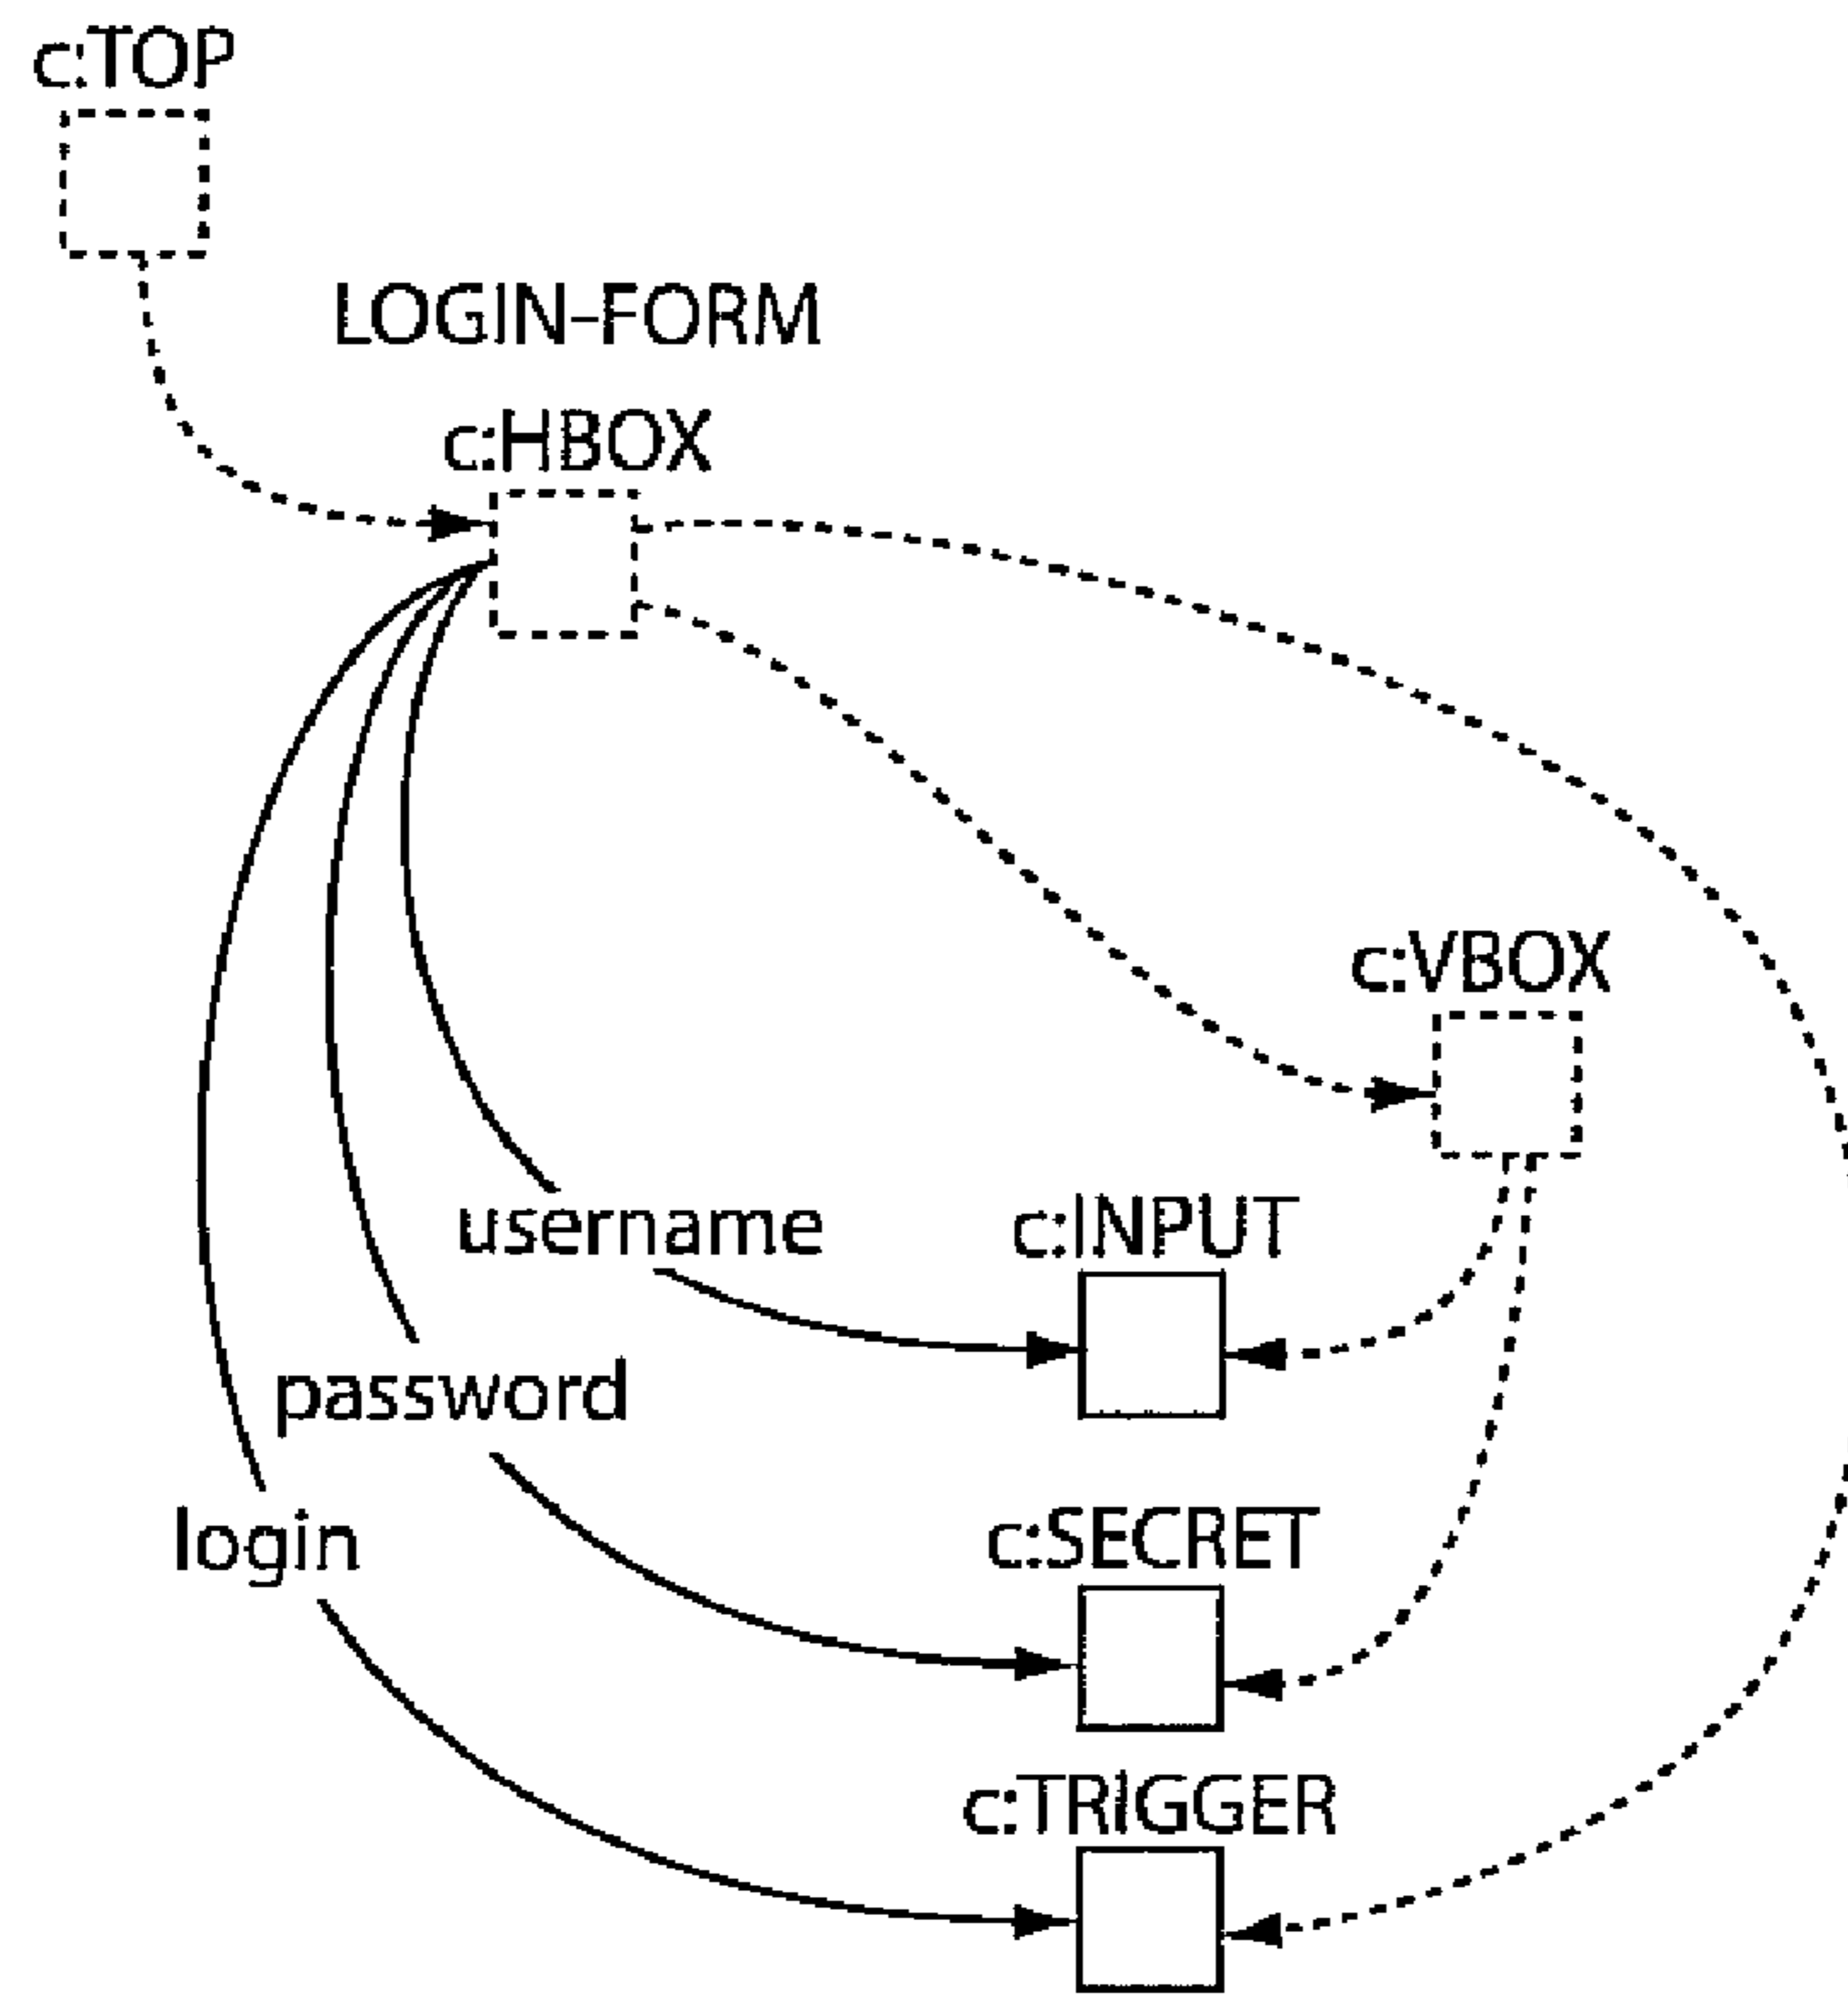 c:TOP
LOGIN-FORM
c:HBOX
c:VBOX
username
c:INPUT
password
c:SECRET
login
c:TRIGGER